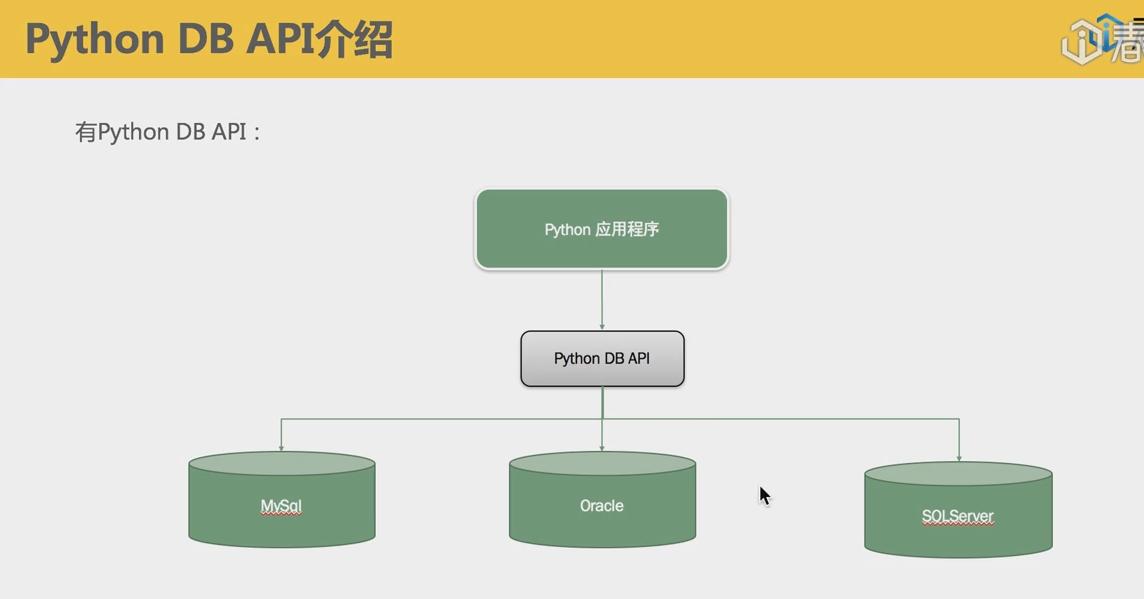 Python DB API介绍
春
有Python DB API：
Python 应用程序
Python DB API
MySql
Oracle
SQLServer